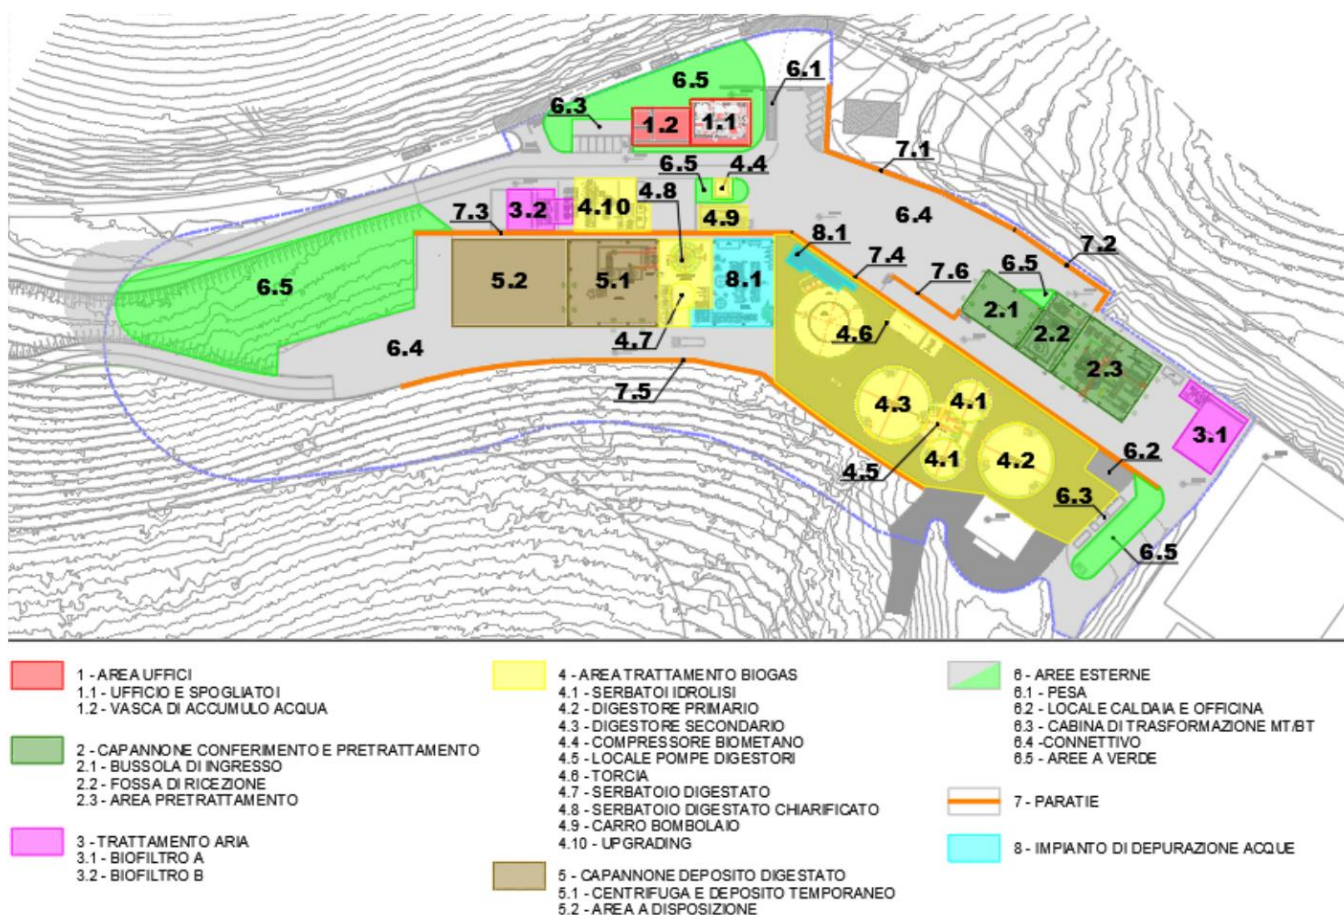 6.5
6.1
6.3
1.2
1.1
7.1
6.5
4.4
4.8
3.2
4.10
4.9
6.4
7.3
8.1
7.2
7.4
7.6
6.5
6.5
5.2
5.1
8.1
2.1
2.2
4.7
4.6
2.3
6.4
7.5
4.3
4.1
3.1
4.5
4.1
4.2
6.2
6.3
6.5
1 - AREA UFFICI
1.1 - UFFICIO E SPOGLIATOI
1.2 - VASCA DI ACCUMULO ACQUA
2 - CAPANNONE CONFERIMENTO E PRETRATTAMENTO
2.1 - BUSSOLA DI INGRESSO
2.2 - FOSSA DI RICEZIONE
2.3 - AREA PRETRATTAMENTO
3 - TRATTAMENTO ARIA
3.1 - BIOFILTRO A
3.2 - BIOFILTRO B
4 - AREA TRATTAMENTO BIOGAS
4.1 - SERBATOI IDROLISI
4.2 - DIGESTORE PRIMARIO
4.3 - DIGESTORE SECONDARIO
4.4 - COMPRESSORE BIOMETANO
4.5 - LOCALE POMPE DIGESTORI
4.6 - TORCIA
4.7 - SERBATOIO DIGESTATO
4.8 - SERBATOIO DIGESTATO CHIARIFICATO
4.9 - CARRO BOMBOLAIO
4.10 - UPGRADING
5 - CAPANNONE DEPOSITO DIGESTATO
5.1 - CENTRIFUGA E DEPOSITO TEMPORANEO
5.2 - AREA A DISPOSIZIONE
6 - AREE ESTERNE
6.1 - PESA
6.2 - LOCALE CALDAIA E OFFICINA
6.3 - CABINA DI TRASFORMAZIONE MT/BT
6.4 - CONNETTIVO
6.5 - AREE A VERDE
7 - PARATIE
8 - IMPIANTO DI DEPURAZIONE ACQUE